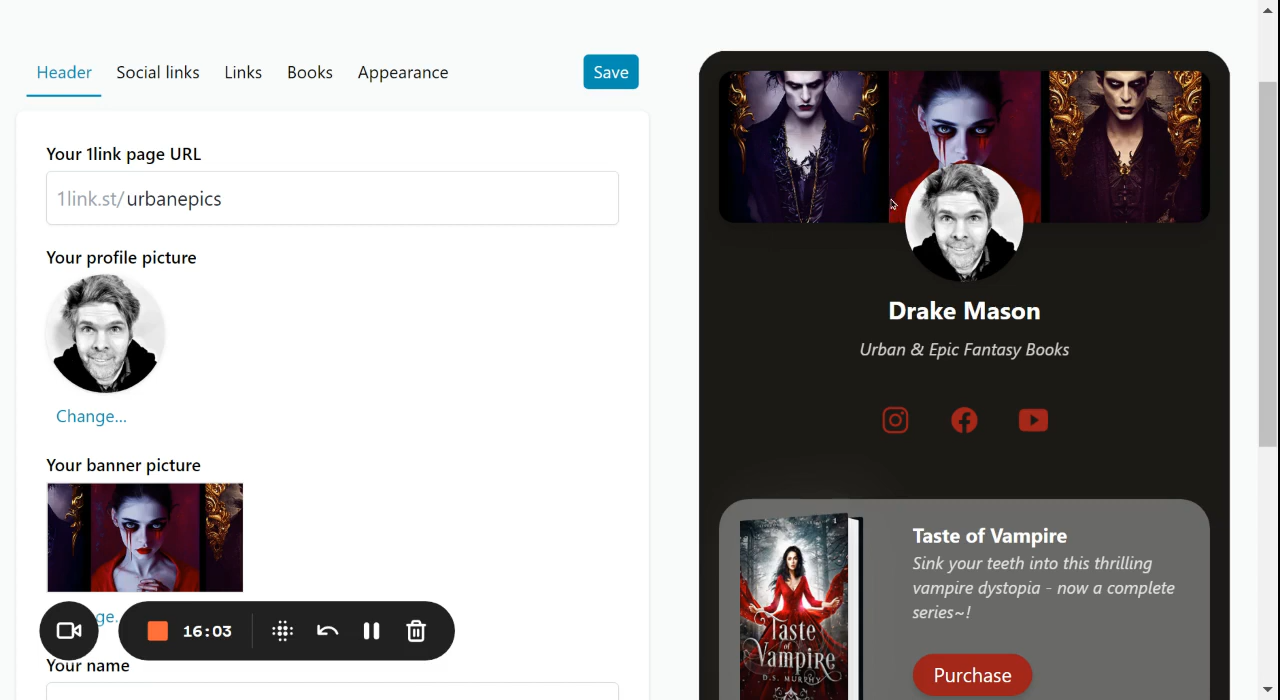 Header Social links Links Books Appearance Save
Your 1link page URL
1link.st/urbanepics
Your profile picture
Change...
Your banner picture
ge.
16:03
Your name
Drake Mason
Urban & Epic Fantasy Books
Taste of Vampire
Sink your teeth into this thrilling
vampire dystopia - now a complete
series~!
Purchase
Taste
of
Vampire
D.S. MURPHY